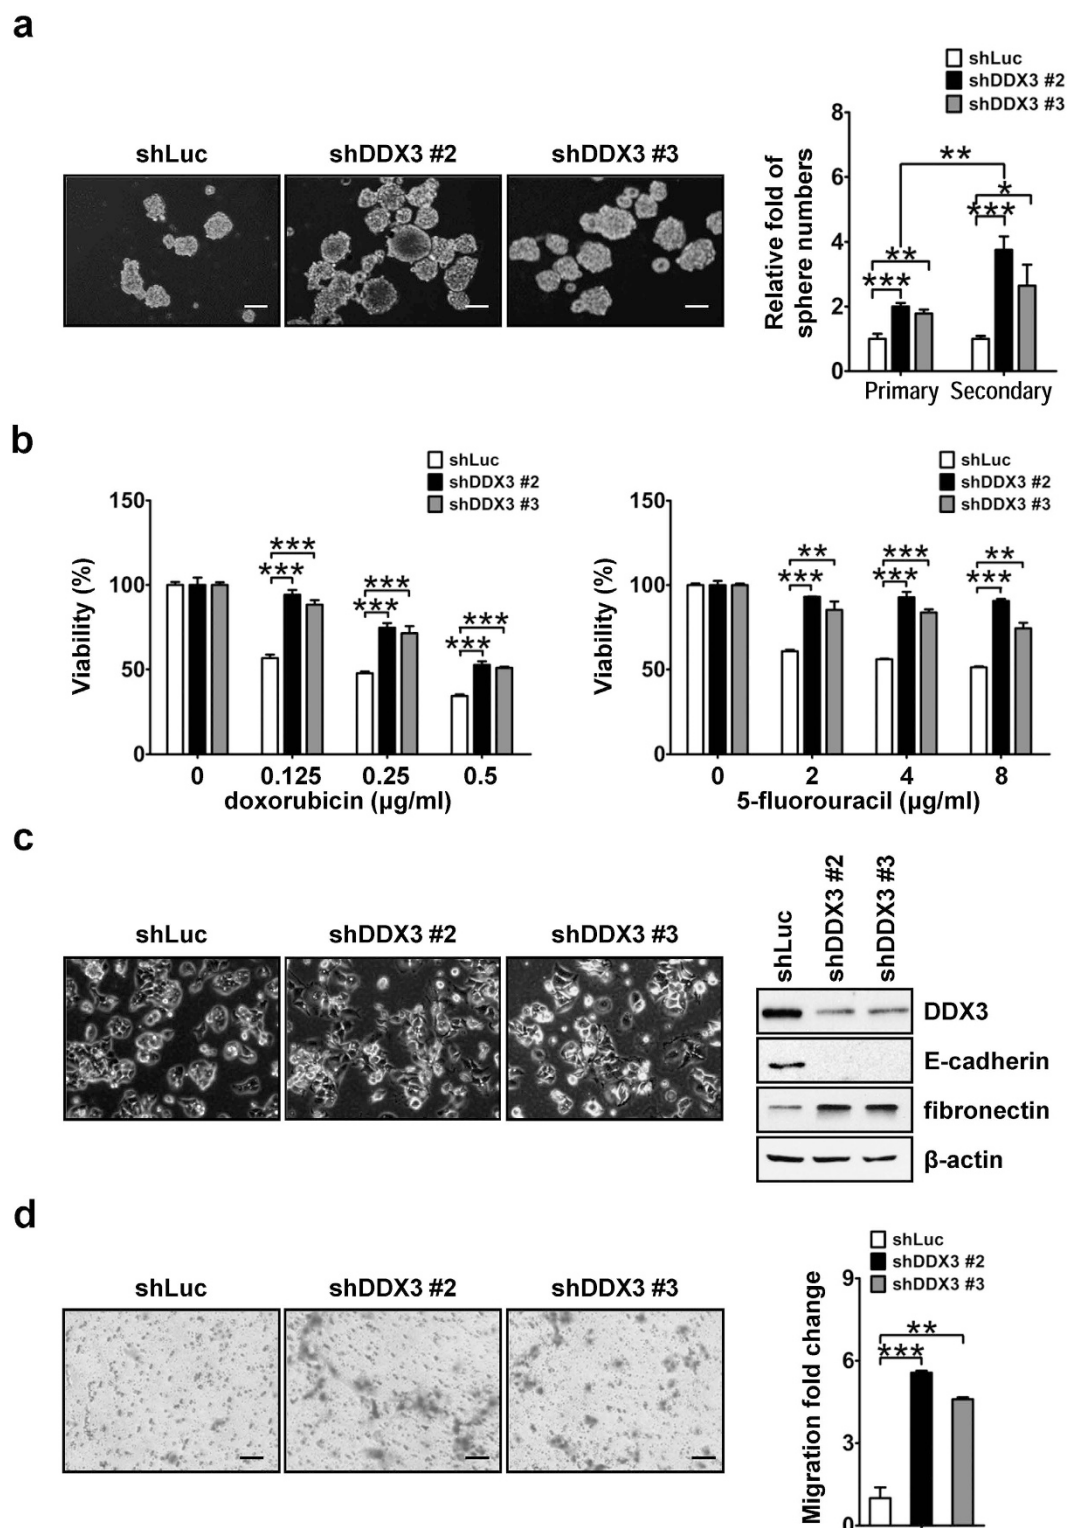 a
shLuc
shDDX3 #2
shDDX3 #3
shLuc
shDDX3 #2
shDDX3 #3
Relative fold of
sphere numbers
8
6
4
2
0
**
*
***
**
***
Primary
Secondary
b
shLuc
shDDX3 #2
shDDX3 #3
Viability (%)
150
100
50
0
***
***
***
***
***
***
0
0.125
0.25
0.5
doxorubicin (µg/ml)
shLuc
shDDX3 #2
shDDX3 #3
Viability (%)
150
100
50
0
**
***
***
***
**
***
0
2
4
8
5-fluorouracil (µg/ml)
c
shLuc
shDDX3 #2
shDDX3 #3
shLuc
shDDX3 #2
shDDX3 #3
DDX3
E-cadherin
fibronectin
β-actin
d
shLuc
shDDX3 #2
shDDX3 #3
shLuc
shDDX3 #2
shDDX3 #3
Migration fold change
9
6
3
0
**
***